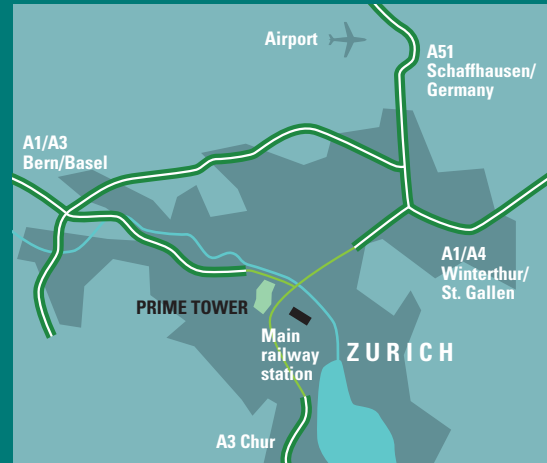 Airport
A51
Schaffhausen/
Germany
A1/A3
Bern/Basel
A1/A4
Winterthur/
St. Gallen
PRIME TOWER
Main
railway
station
ZURICH
A3 Chur